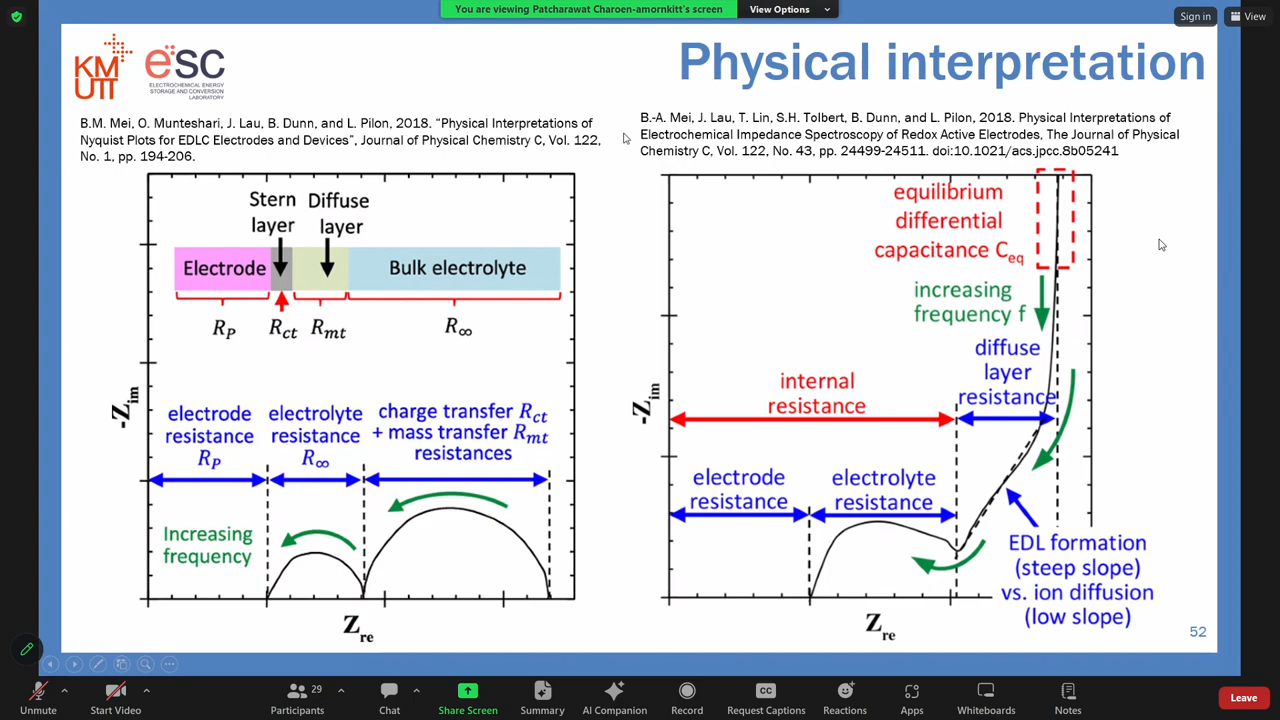 You are viewing Patcharawat Charoen-amornkitt's screen
View Options
Sign in
View
KM
UTT
esc
ELECTROCHEMICAL ENERGY
STORAGE AND CONVERSION
LABORATORY
Physical interpretation
B.M. Mei, O. Munteshari, J. Lau, B. Dunn, and L. Pilon, 2018. “Physical Interpretations of
Nyquist Plots for EDLC Electrodes and Devices”, Journal of Physical Chemistry C, Vol. 122,
No. 1, pp. 194-206.
B.-A. Mei, J. Lau, T. Lin, S.H. Tolbert, B. Dunn, and L. Pilon, 2018. Physical Interpretations of
Electrochemical Impedance Spectroscopy of Redox Active Electrodes, The Journal of Physical
Chemistry C, Vol. 122, No. 43, pp. 24499-24511. doi:10.1021/acs.jpcc.8b05241
Stern
layer
Diffuse
layer
Electrode
Bulk electrolyte
R_P
R_ct
R_mt
R_∞
-Z_im
electrode
resistance
R_P
electrolyte
resistance
R_∞
charge transfer R_ct
+ mass transfer R_mt
resistances
Increasing
frequency
Z_re
equilibrium
differential
capacitance C_eq
increasing
frequency f
diffuse
layer
resistance
internal
resistance
-Z_im
electrode
resistance
electrolyte
resistance
EDL formation
(steep slope)
vs. ion diffusion
(low slope)
Z_re
52
Unmute
Start Video
29
Participants
Chat
Share Screen
Summary
AI Companion
Record
CC
Request Captions
Reactions
Apps
Whiteboards
Notes
Leave